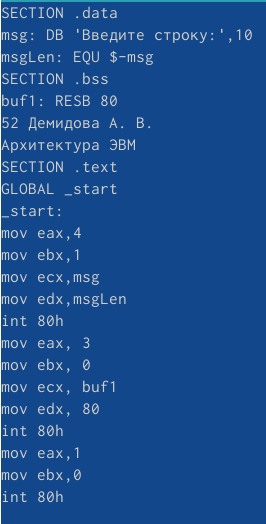 SECTION .data
msg: DB 'Введите строку:',10
msgLen: EQU $-msg
SECTION .bss
buf1: RESB 80
52 Демидова А. В.
Архитектура ЭВМ
SECTION .text
GLOBAL _start
_start:
mov eax,4
mov ebx,1
mov ecx,msg
mov edx,msgLen
int 80h
mov eax, 3
mov ebx, 0
mov ecx, buf1
mov edx, 80
int 80h
mov eax,1
mov ebx,0
int 80h